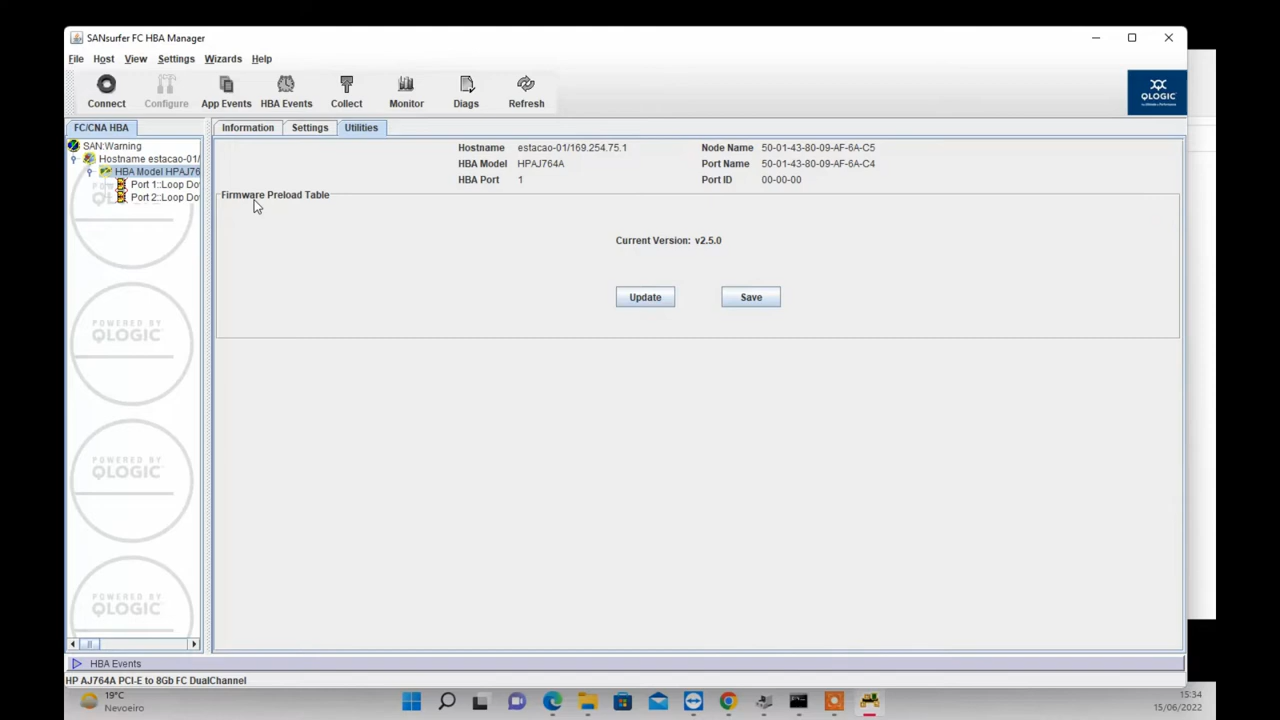 SANsurfer FC HBA Manager
File Host View Settings Wizards Help
Connect Configure App Events HBA Events Collect Monitor Diags Refresh
QLOGIC
FC/CNA HBA Information Settings Utilities
SAN:Warning
Hostname estacao-01/
HBA Model HPAJ76
Port 1::Loop Do
Port 2::Loop Do
Hostname estacao-01/169.254.75.1 Node Name 50-01-43-80-09-AF-6A-C5
HBA Model HPAJ764A Port Name 50-01-43-80-09-AF-6A-C4
HBA Port 1 Port ID 00-00-00
Firmware Preload Table
Current Version: v2.5.0
Update Save
POWERED BY
QLOGIC
POWERED BY
QLOGIC
POWERED BY
QLOGIC
HBA Events
HP AJ764A PCI-E to 8Gb FC DualChannel
19°C
Nevoeiro
15:34
15/06/2022